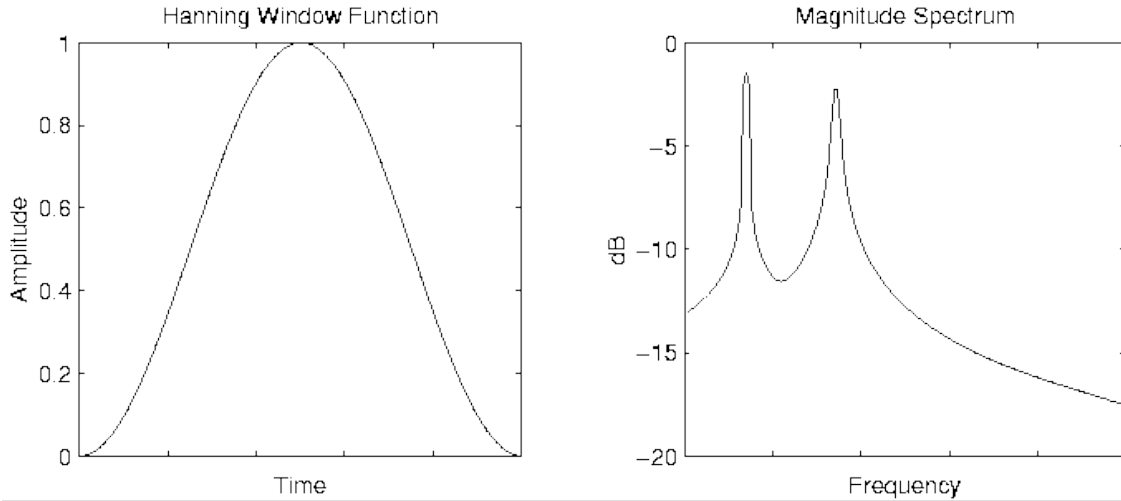 Hanning Window Function
1
0.8
0.6
0.4
0.2
0
Amplitude
Time
Magnitude Spectrum
0
−5
−10
−15
−20
dB
Frequency